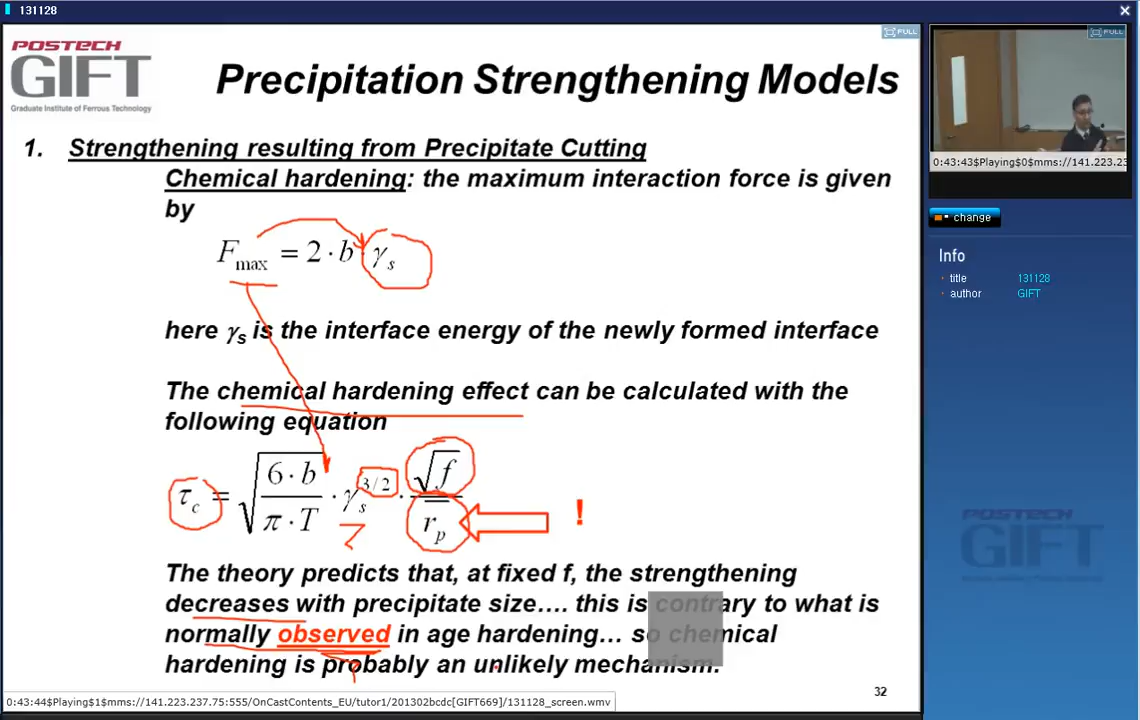 131128
POSTECH
GIFT
Graduate Institute of Ferrous Technology
Precipitation Strengthening Models
FULL
FULL
0:43:43$Playing$0$mms://141.223.23
change
Info
title 131128
author GIFT
1. Strengthening resulting from Precipitate Cutting
Chemical hardening: the maximum interaction force is given
by
F_max = 2 · b · γ_s
here γ_s is the interface energy of the newly formed interface
The chemical hardening effect can be calculated with the
following equation
τ_c = √(6 · b / π · T) · γ_s^3/2 · √f / r_p
!
The theory predicts that, at fixed f, the strengthening
decreases with precipitate size.... this is contrary to what is
normally observed in age hardening... so chemical
hardening is probably an unlikely mechanism.
32
POSTECH
GIFT
0:43:44$Playing$1$mms://141.223.237.75:555/OnCastContents_EU/tutor1/201302bcdc[GIFT669]/131128_screen.wmv